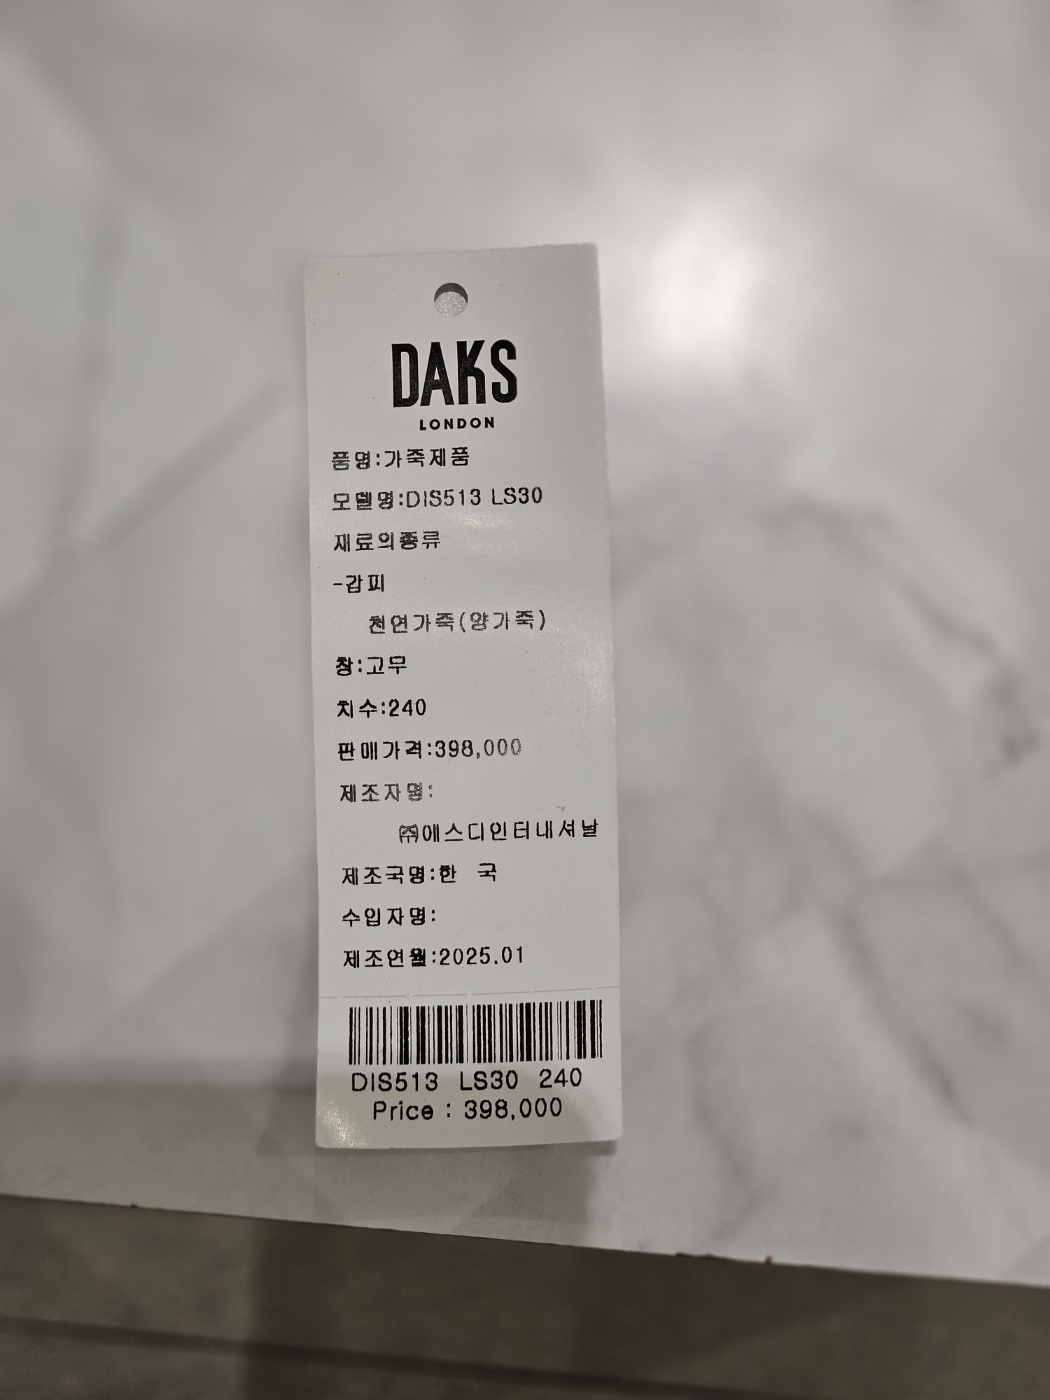 DAKS
LONDON
품명:가죽제품
모델명:DIS513 LS30
재료의종류
-갑피
천연가죽(양가죽)
창:고무
치수:240
판매가격:398,000
제조자명:
㈜에스디인터내셔날
제조국명:한 국
수입자명:
제조연월:2025.01
DIS513 LS30 240
Price : 398,000